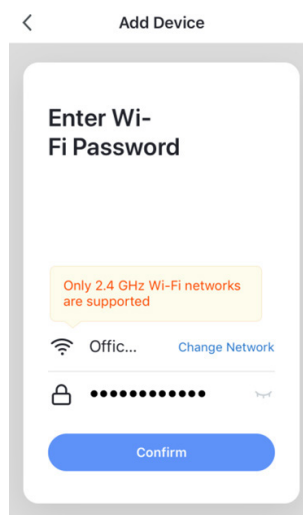 Add Device
Enter Wi-
Fi Password
Only 2.4 GHz Wi-Fi networks
are supported
Offic... Change Network
••••••••••••
Confirm